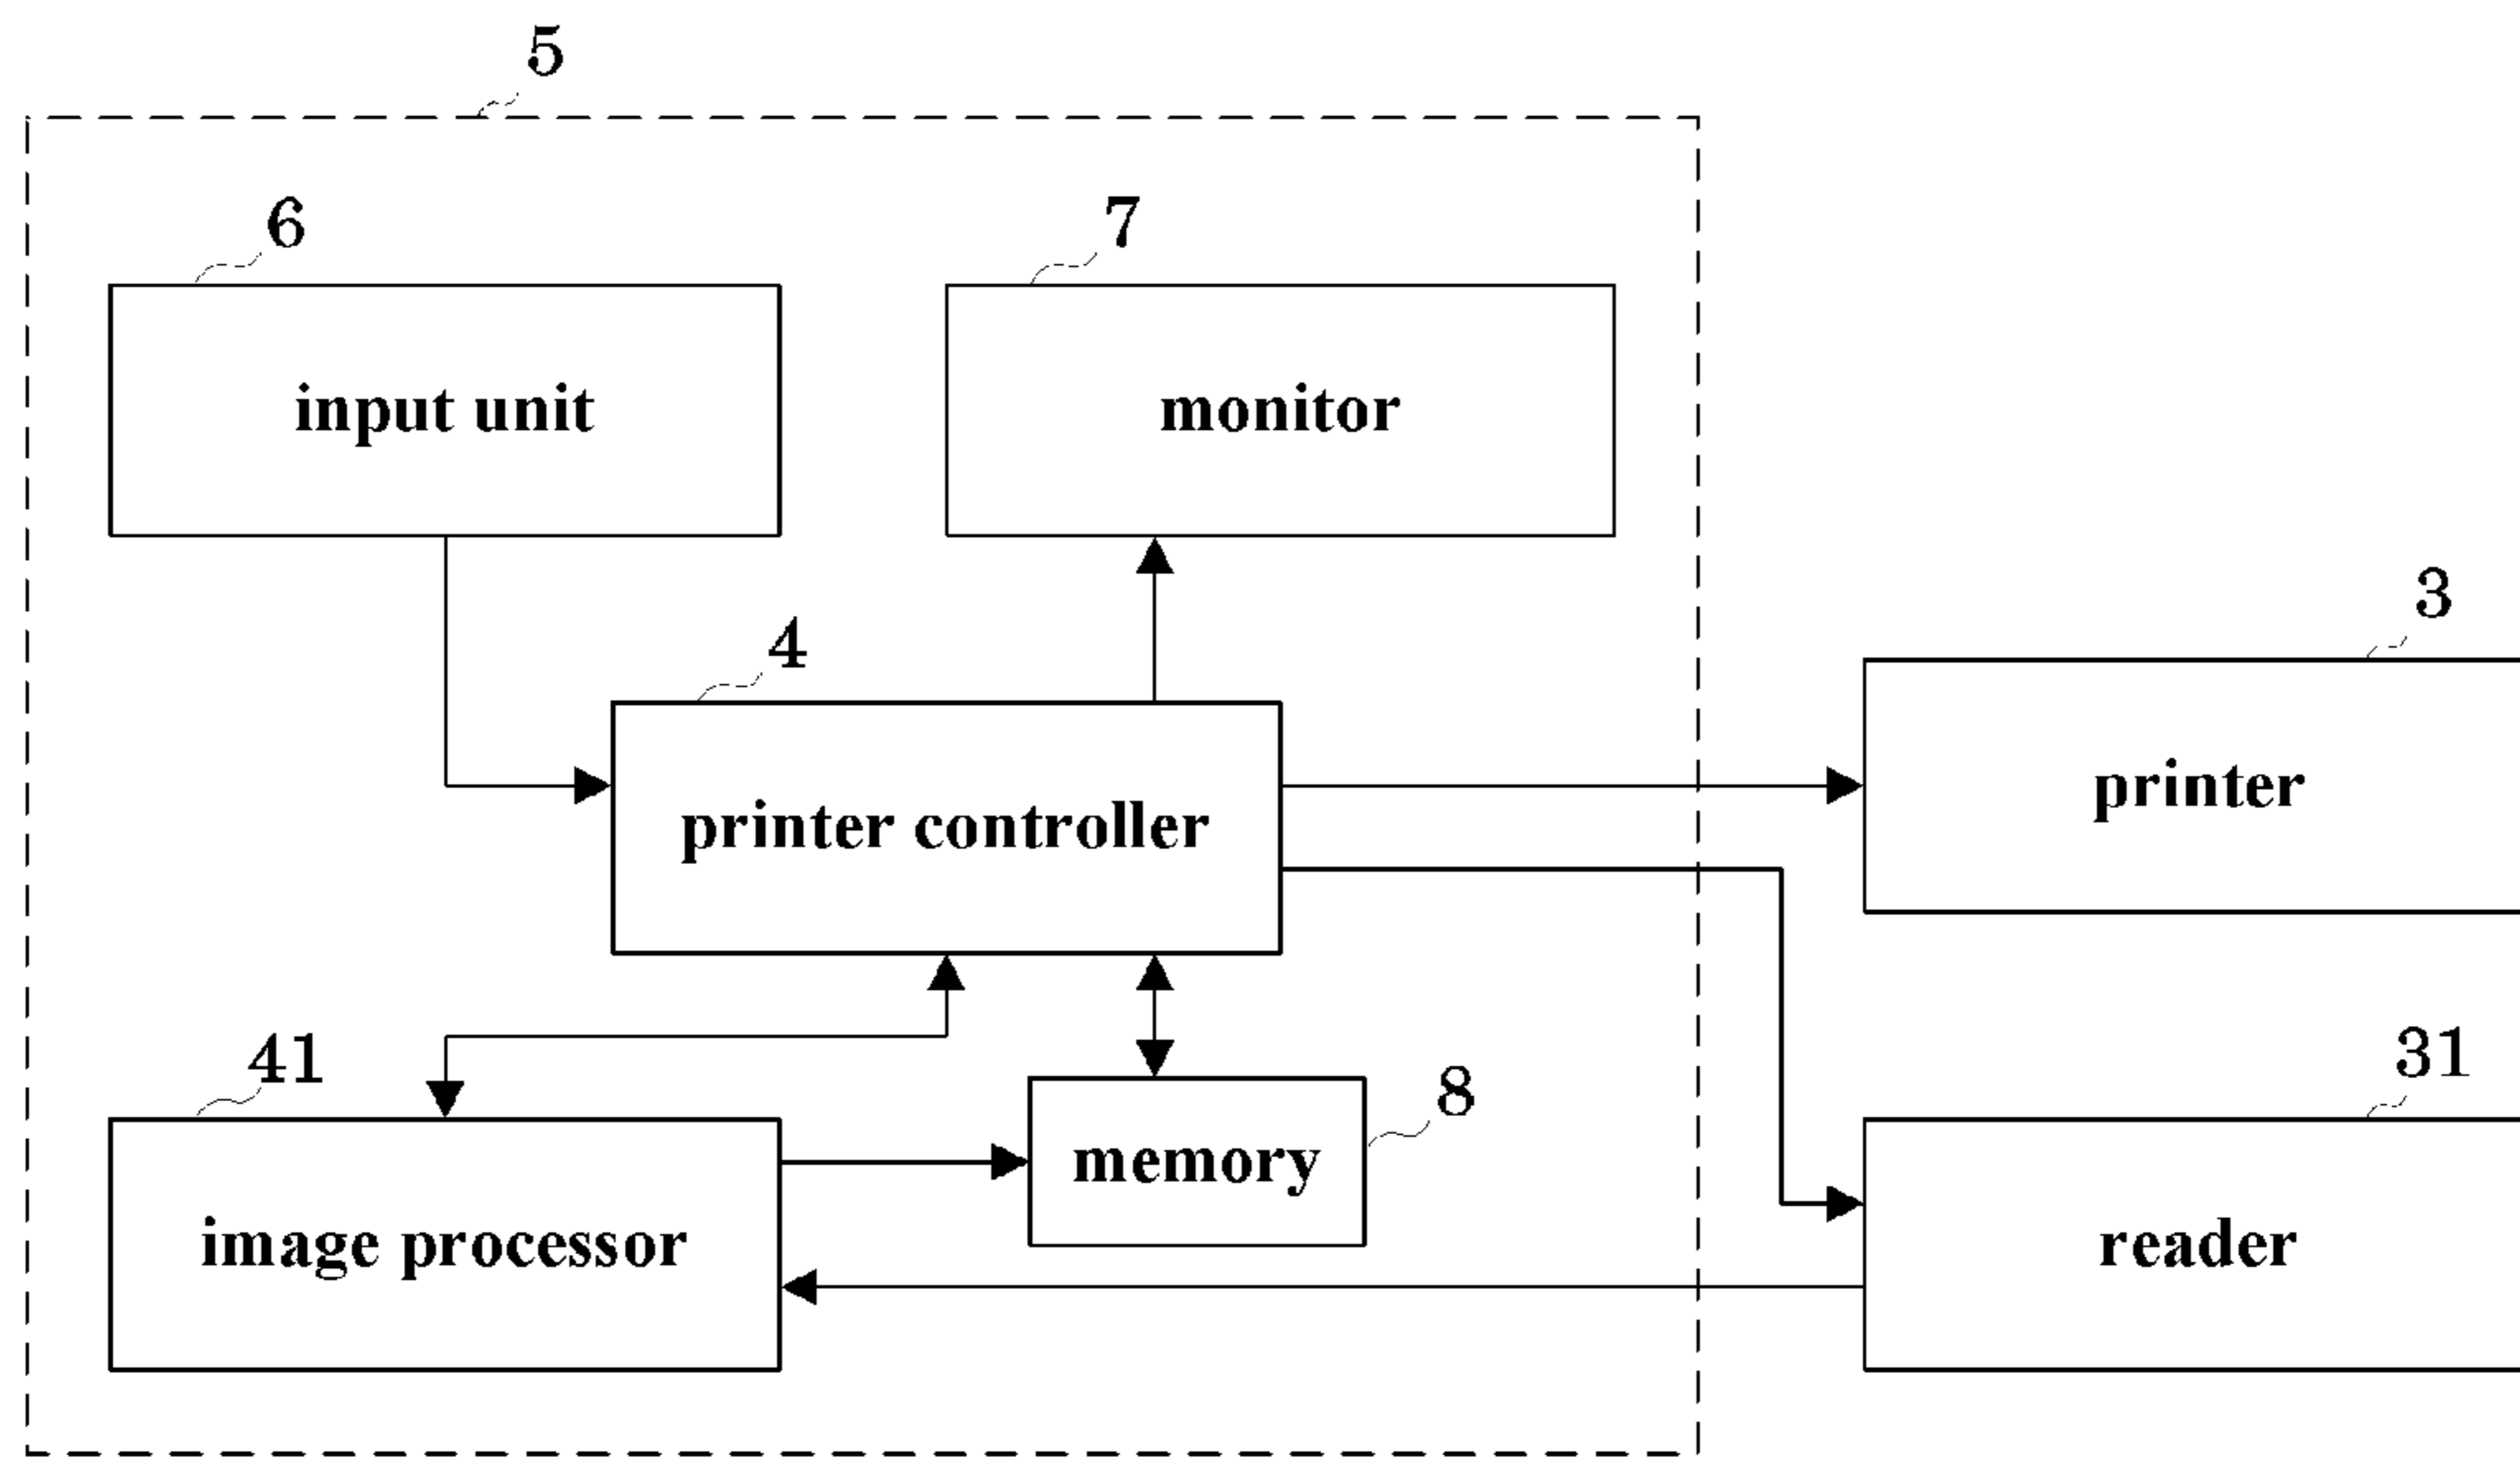 5
6
7
input unit
monitor
3
4
printer
printer controller
31
41
8
memory
image processor
reader